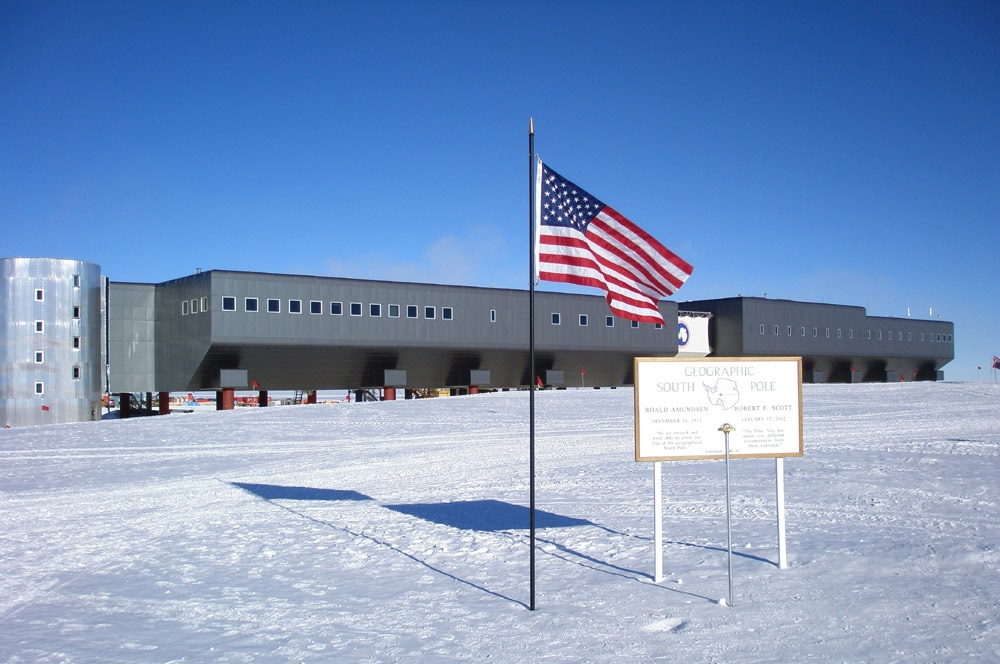 GEOGRAPHIC
SOUTH POLE
ROALD AMUNDSEN
DECEMBER 14, 1911
"So we arrived and
were able to plant our
flag at the geographical
South Pole."
ROBERT F. SCOTT
JANUARY 17, 1912
"The Pole. Yes, but
under very different
circumstances from
those expected."